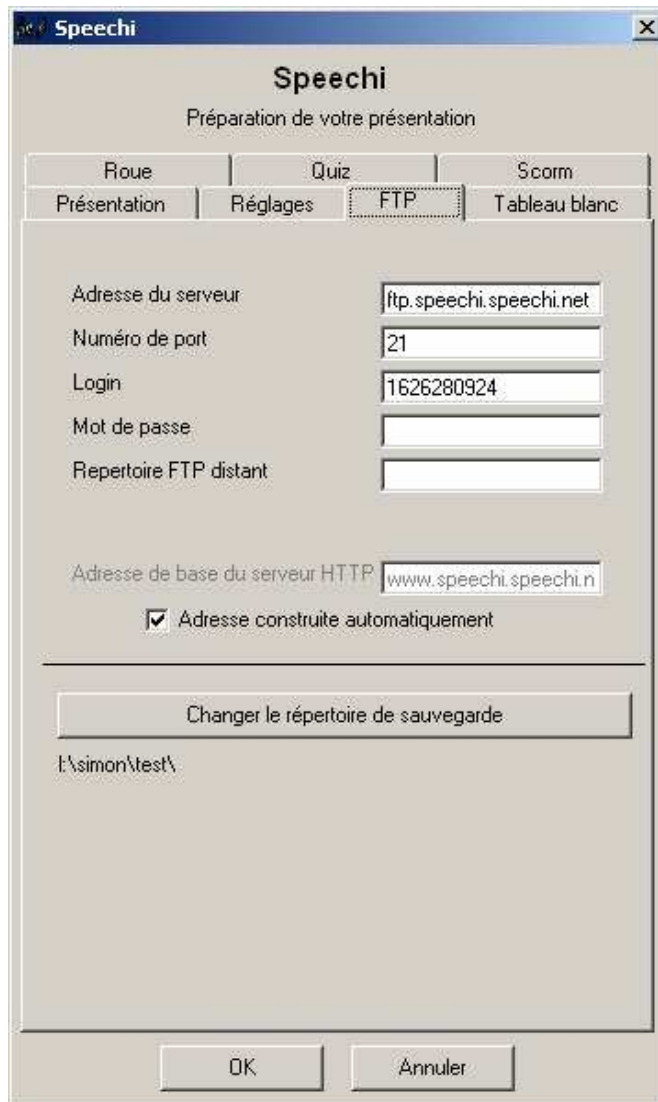 Speechi
Speechi
Préparation de votre présentation
Roue Quiz Scorm
Présentation Réglages FTP Tableau blanc
Adresse du serveur ftp.speechi.speechi.net
Numéro de port 21
Login 1626280924
Mot de passe
Repertoire FTP distant
Adresse de base du serveur HTTP www.speechi.speechi.n
Adresse construite automatiquement
Changer le répertoire de sauvegarde
I:\simon\test\
OK Annuler